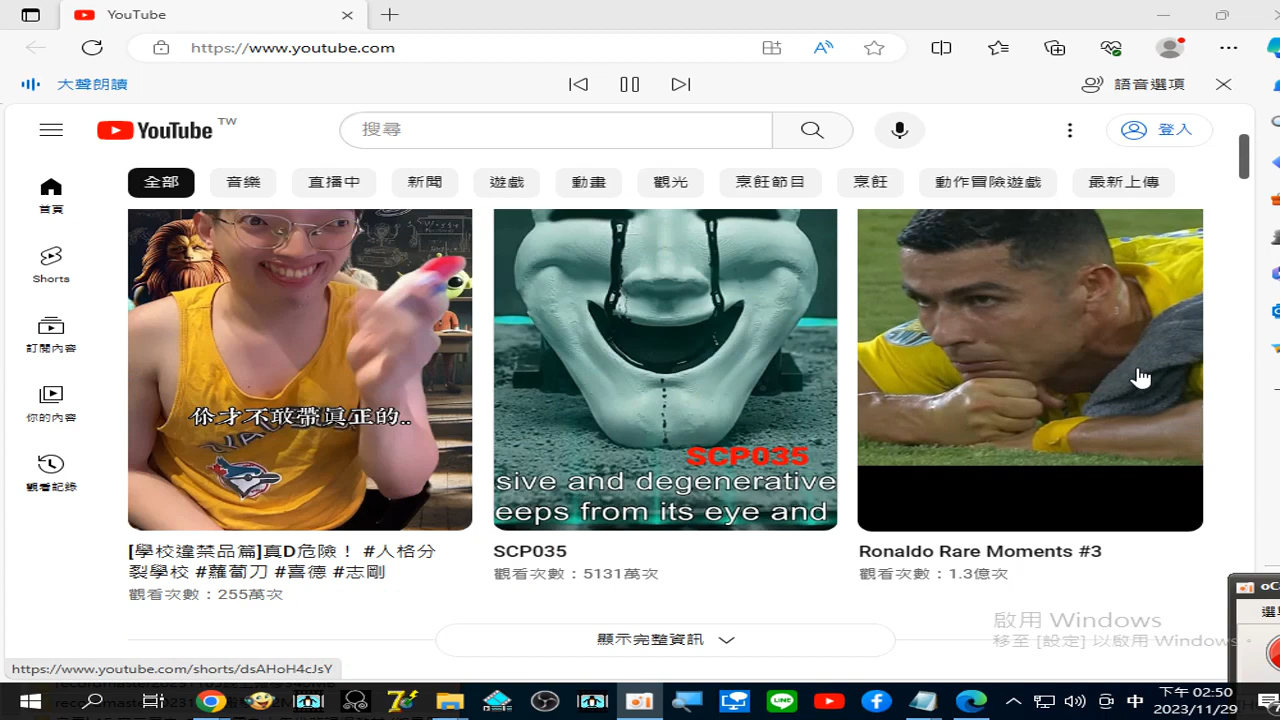 YouTube
https://www.youtube.com
大聲朗讀
語音選項
YouTube TW
搜尋
登入
全部 音樂 直播中 新聞 遊戲 動畫 觀光 烹飪節目 烹飪 動作冒險遊戲 最新上傳
首頁
Shorts
訂閱內容
你的內容
觀看記錄
你才不敢帶真正的..
SCP035
sive and degenerative
eeps from its eye and
[學校違禁品篇]真D危險！ #人格分
裂學校 #蘿蔔刀 #喜德 #志剛
觀看次數：255萬次
SCP035
觀看次數：5131萬次
Ronaldo Rare Moments #3
觀看次數：1.3億次
顯示完整資訊
啟用 Windows
移至 [設定] 以啟用 Windows。
oC
選單
https://www.youtube.com/shorts/dsAHoH4cJsY
中
下午 02:50
2023/11/29